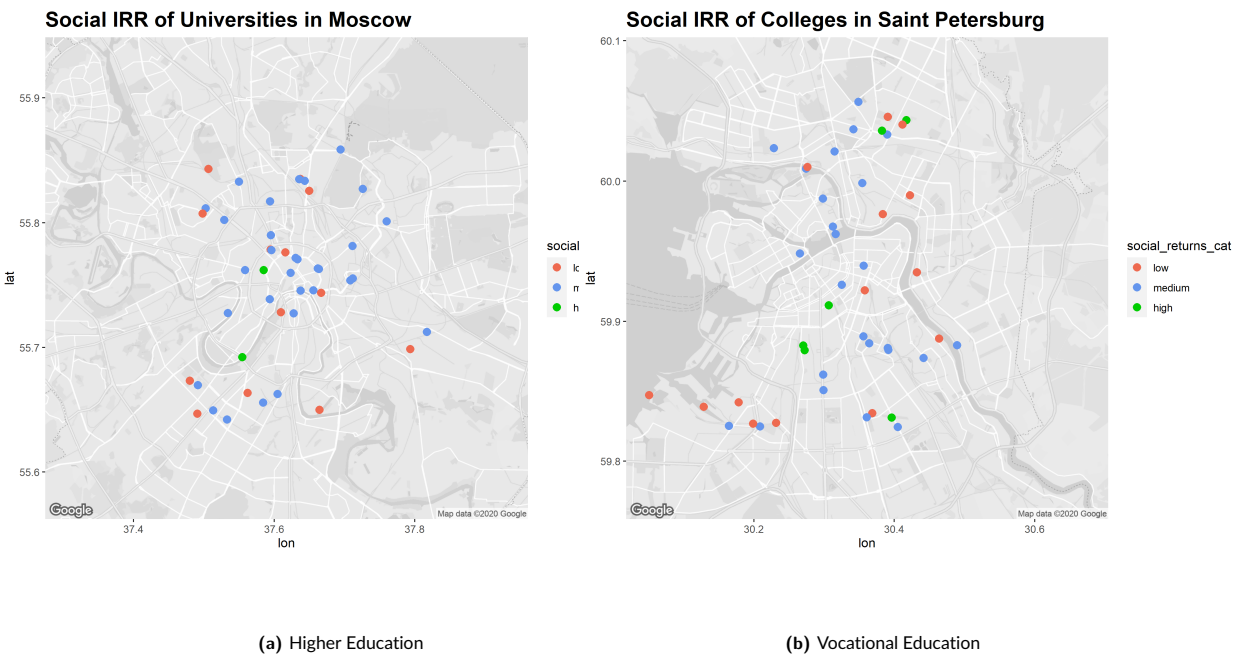 Social IRR of Universities in Moscow
55.9
55.8
55.7
55.6
lat
37.4
37.6
37.8
lon
Google
Map data ©2020 Google
social
(a) Higher Education
Social IRR of Colleges in Saint Petersburg
60.1
60.0
59.9
59.8
lat
30.2
30.4
30.6
lon
Google
Map data ©2020 Google
social_returns_cat
low
medium
high
(b) Vocational Education